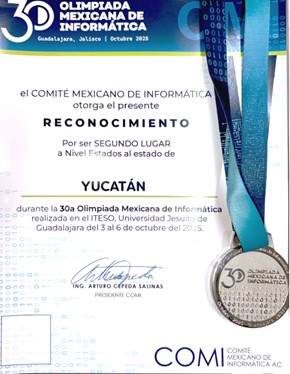 30 OLIMPIADA
MEXICANA DE
INFORMÁTICA
Guadalajara, Jalisco | Octubre 2025
el COMITÉ MEXICANO DE INFORMÁTICA
otorga el presente
RECONOCIMIENTO
Por ser SEGUNDO LUGAR
a Nivel Estados al estado de
YUCATÁN
durante la 30a Olimpiada Mexicana de Informática
realizada en el ITESO, Universidad Jesuita de
Guadalajara del 3 al 6 de octubre del 2025.
ING. ARTURO CEPEDA SALINAS
PRESIDENTE COMI
30 OLIMPIADA
MEXICANA DE
INFORMÁTICA
COMI COMITÉ
MEXICANO DE
INFORMÁTICA AC